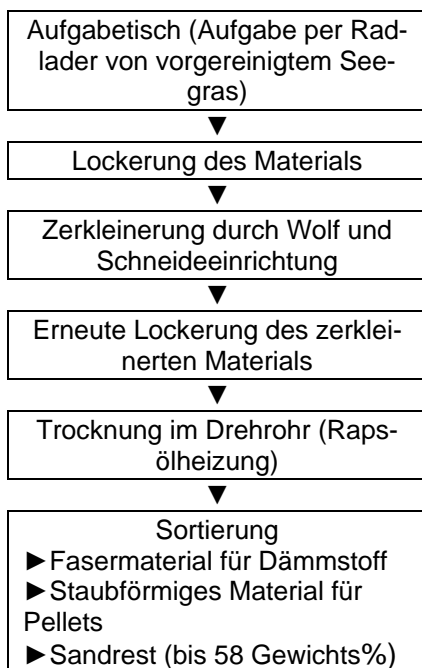 Aufgabetisch (Aufgabe per Rad-
lader von vorgereinigtem See-
gras)
▼
Lockerung des Materials
▼
Zerkleinerung durch Wolf und
Schneideeinrichtung
▼
Erneute Lockerung des zerklei-
nerten Materials
▼
Trocknung im Drehrohr (Raps-
ölheizung)
▼
Sortierung
►Fasermaterial für Dämmstoff
►Staubförmiges Material für
Pellets
►Sandrest (bis 58 Gewichts%)